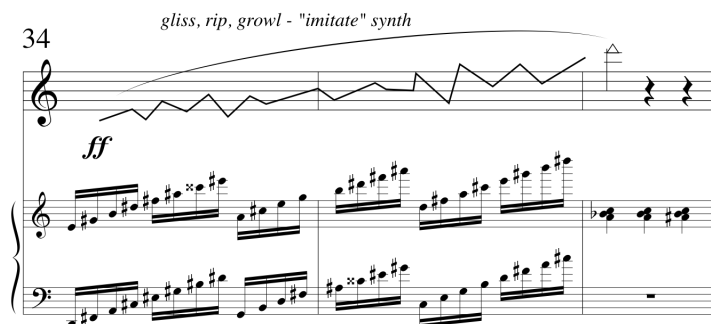 gliss, rip, growl - "imitate" synth
34
ff